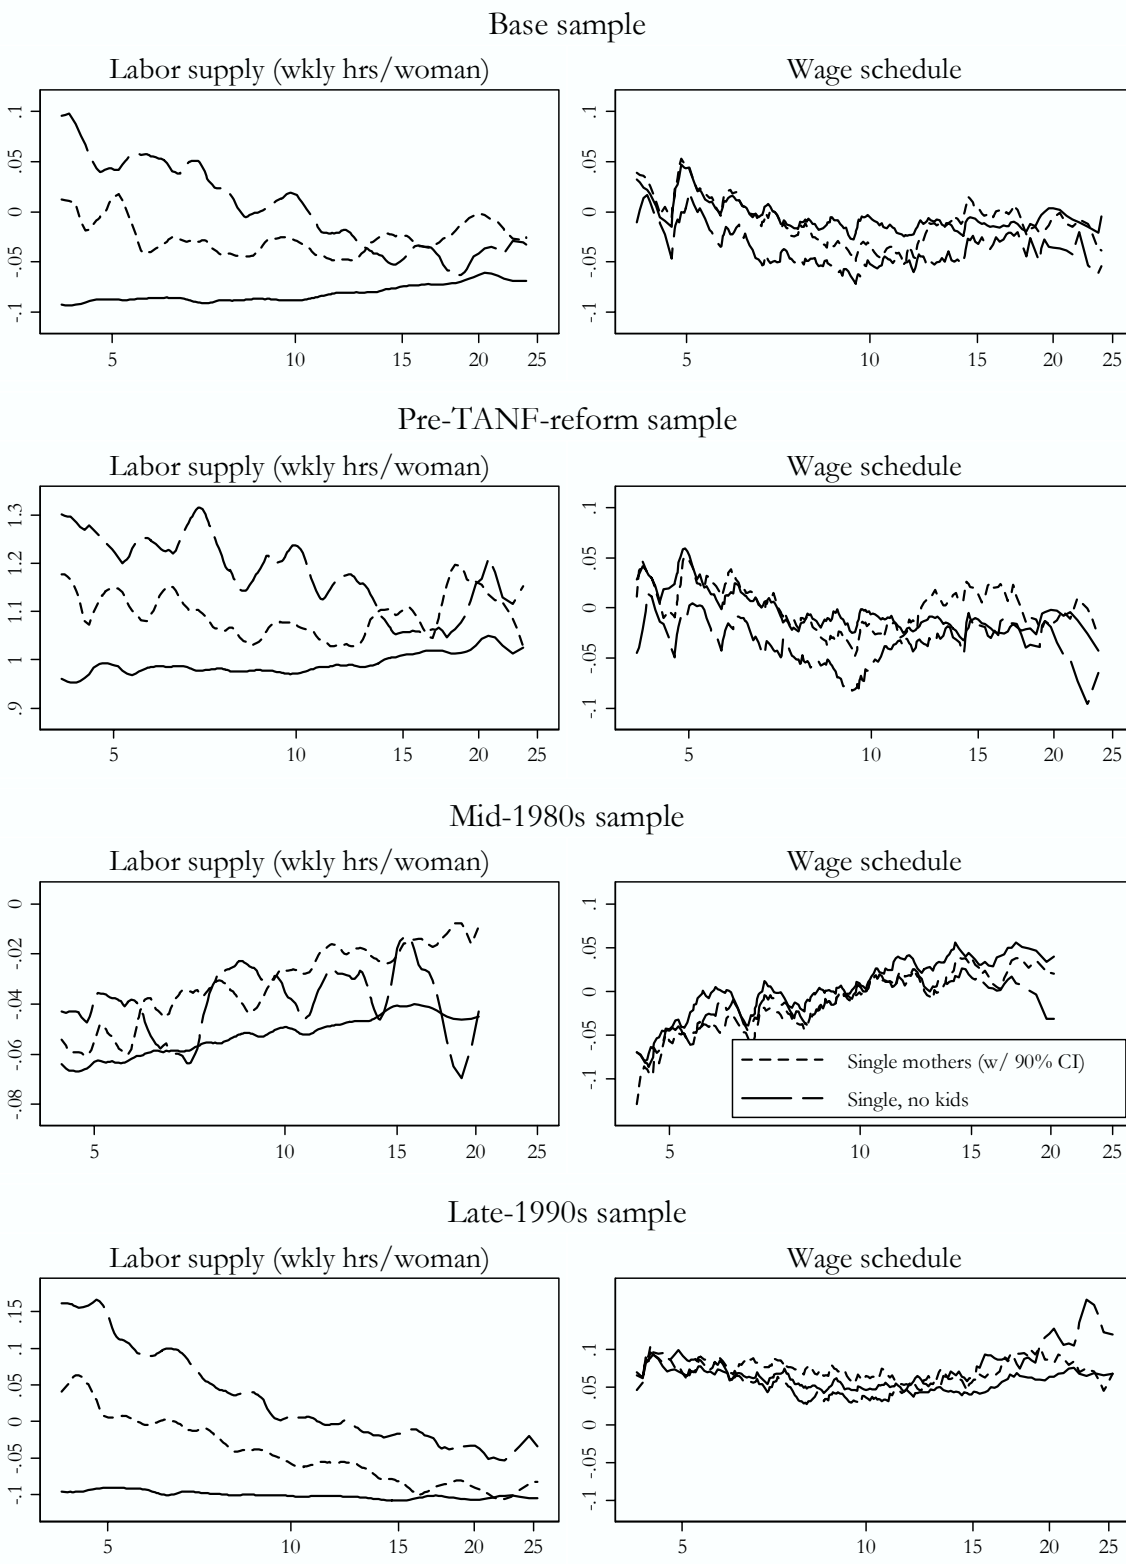 Base sample
Labor supply (wkly hrs/woman)
Wage schedule
.1
.05
0
-.05
-.1
5 10 15 20 25
.1
.05
0
-.05
-.1
5 10 15 20 25
Pre-TANF-reform sample
Labor supply (wkly hrs/woman)
Wage schedule
1.3
1.2
1.1
1
.9
5 10 15 20 25
.1
.05
0
-.05
-.1
5 10 15 20 25
Mid-1980s sample
Labor supply (wkly hrs/woman)
Wage schedule
0
-.02
-.04
-.06
-.08
5 10 15 20 25
.1
.05
0
-.05
-.1
Single mothers (w/ 90% CI)
Single, no kids
5 10 15 20 25
Late-1990s sample
Labor supply (wkly hrs/woman)
Wage schedule
.15
.1
.05
0
-.05
-.1
5 10 15 20 25
.1
.05
0
-.05
-.1
5 10 15 20 25